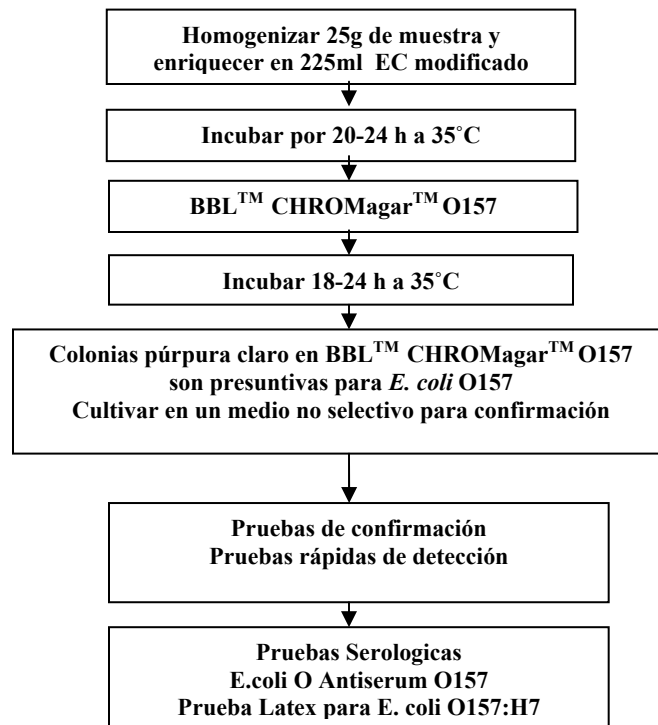 Homogenizar 25g de muestra y
enriquecer en 225ml EC modificado
Incubar por 20-24 h a 35˚C
BBL™ CHROMagar™ O157
Incubar 18-24 h a 35˚C
Colonias púrpura claro en BBL™ CHROMagar™ O157
son presuntivas para E. coli O157
Cultivar en un medio no selectivo para confirmación
Pruebas de confirmación
Pruebas rápidas de detección
Pruebas Serologicas
E.coli O Antiserum O157
Prueba Latex para E. coli O157:H7